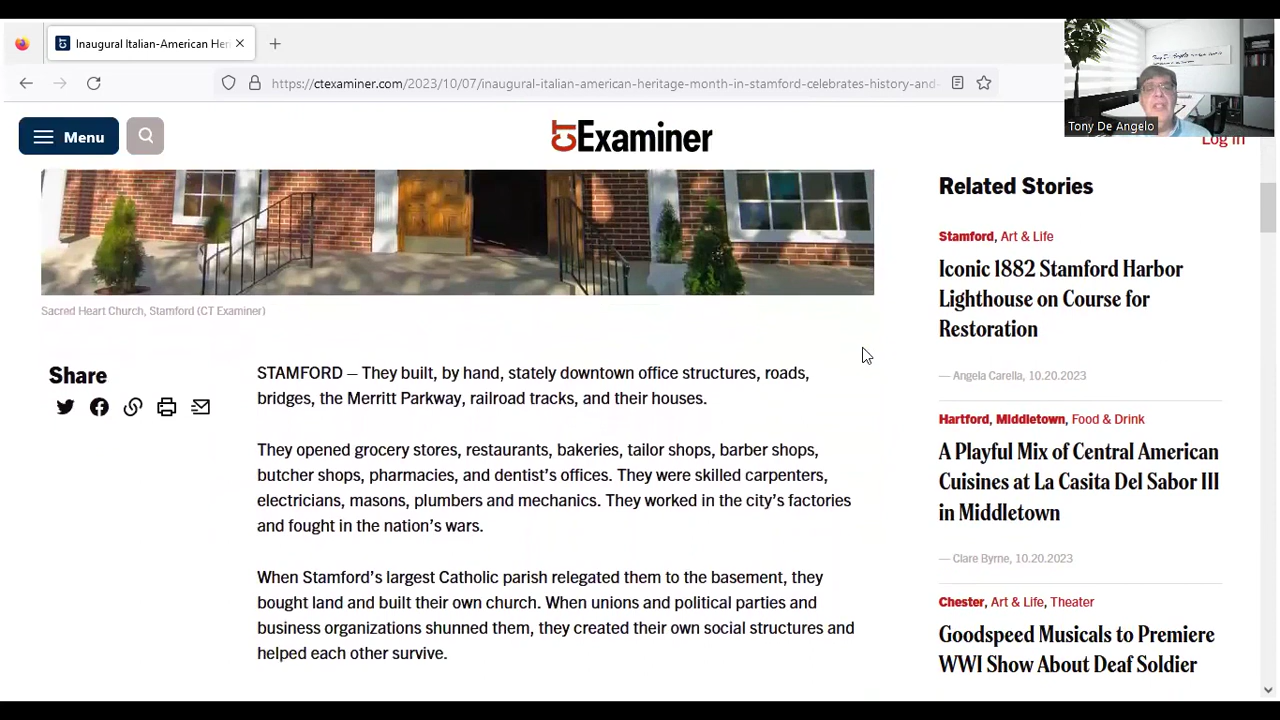 Inaugural Italian-American Her
https://ctexaminer.com/2023/10/
/inaugural-italian-american-heritage-month-in-stamford-celebrates-history-and-
Menu
CTExaminer
Tony De Angelo
Log In
Sacred Heart Church, Stamford (CT Examiner)
Share
STAMFORD — They built, by hand, stately downtown office structures, roads,
bridges, the Merritt Parkway, railroad tracks, and their houses.
They opened grocery stores, restaurants, bakeries, tailor shops, barber shops,
butcher shops, pharmacies, and dentist's offices. They were skilled carpenters,
electricians, masons, plumbers and mechanics. They worked in the city's factories
and fought in the nation's wars.
When Stamford's largest Catholic parish relegated them to the basement, they
bought land and built their own church. When unions and political parties and
business organizations shunned them, they created their own social structures and
helped each other survive.
Related Stories
Stamford, Art & Life
Iconic 1882 Stamford Harbor
Lighthouse on Course for
Restoration
— Angela Carella, 10.20.2023
Hartford, Middletown, Food & Drink
A Playful Mix of Central American
Cuisines at La Casita Del Sabor III
in Middletown
— Clare Byrne, 10.20.2023
Chester, Art & Life, Theater
Goodspeed Musicals to Premiere
WWI Show About Deaf Soldier